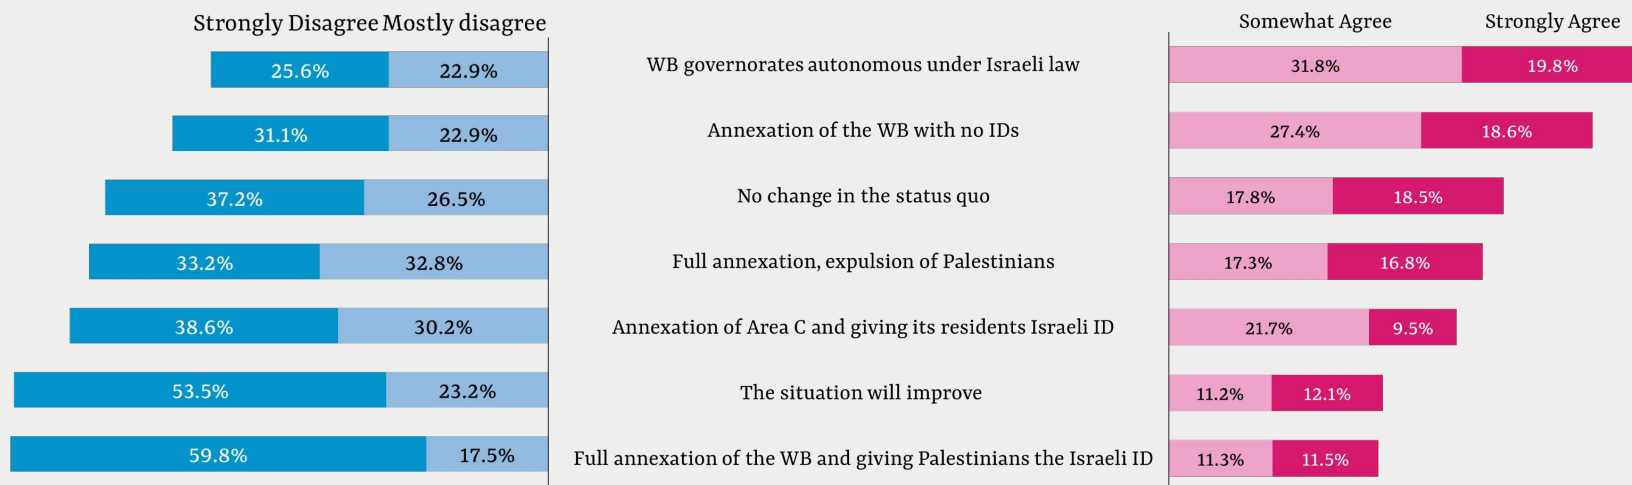 Strongly Disagree Mostly disagree Somewhat Agree Strongly Agree
25.6% 22.9% WB governorates autonomous under Israeli law 31.8% 19.8%
31.1% 22.9% Annexation of the WB with no IDs 27.4% 18.6%
37.2% 26.5% No change in the status quo 17.8% 18.5%
33.2% 32.8% Full annexation, expulsion of Palestinians 17.3% 16.8%
38.6% 30.2% Annexation of Area C and giving its residents Israeli ID 21.7% 9.5%
53.5% 23.2% The situation will improve 11.2% 12.1%
59.8% 17.5% Full annexation of the WB and giving Palestinians the Israeli ID 11.3% 11.5%